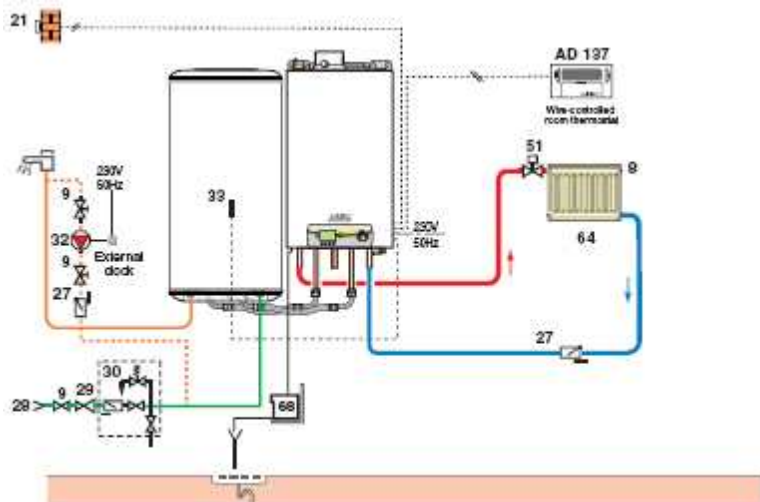 21
AD 137
Wire-controlled
room thermostat
51
9
230V
50Hz
9
33
64
32
External
clock
230V
50Hz
9
27
27
30
28
9
29
68